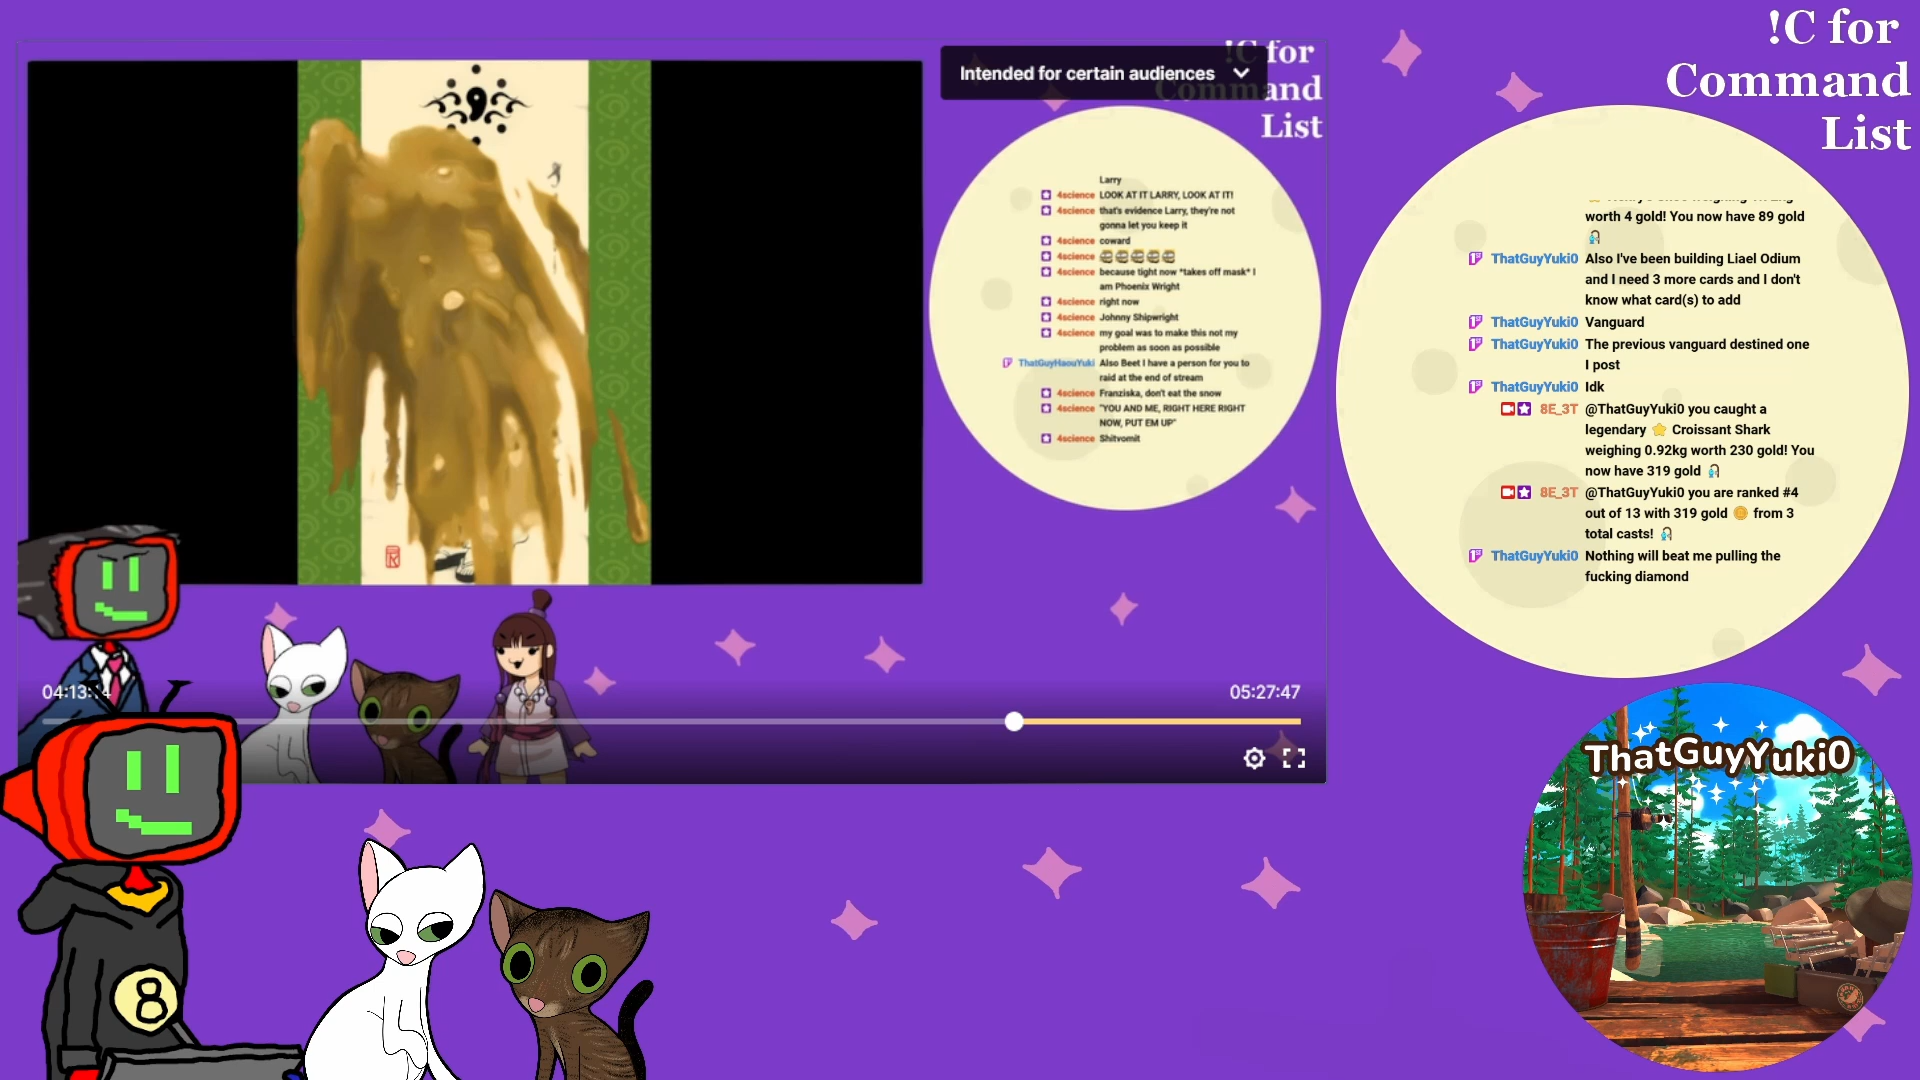 !C for
Command
List
Intended for certain audiences
!C for
Command
List
Larry
4science LOOK AT IT LARRY, LOOK AT IT!
4science that's evidence Larry, they're not
gonna let you keep it
4science coward
4science
4science because tight now *takes off mask* I
am Phoenix Wright
4science right now
4science Johnny Shipwright
4science my goal was to make this not my
problem as soon as possible
ThatGuyHaouYuki Also Beet I have a person for you to
raid at the end of stream
4science Franziska, don't eat the snow
4science "YOU AND ME, RIGHT HERE RIGHT
NOW, PUT EM UP"
4science Shitvomit
worth 4 gold! You now have 89 gold
ThatGuyYuki0 Also I've been building Liael Odium
and I need 3 more cards and I don't
know what card(s) to add
ThatGuyYuki0 Vanguard
ThatGuyYuki0 The previous vanguard destined one
I post
ThatGuyYuki0 Idk
8E_3T @ThatGuyYuki0 you caught a
legendary Croissant Shark
weighing 0.92kg worth 230 gold! You
now have 319 gold
8E_3T @ThatGuyYuki0 you are ranked #4
out of 13 with 319 gold from 3
total casts!
ThatGuyYuki0 Nothing will beat me pulling the
fucking diamond
04:13:14
05:27:47
ThatGuyYuki0
8